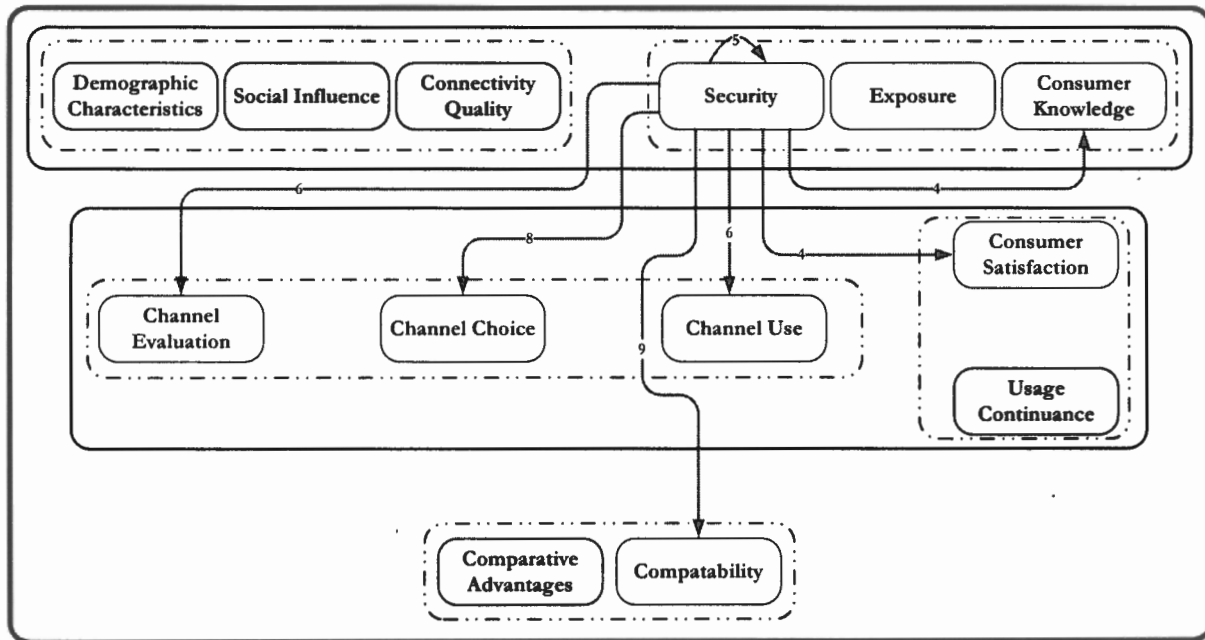 5
Demographic
Characteristics
Social Influence
Connectivity
Quality
Security
Exposure
Consumer
Knowledge
6
4
8
6
4
Consumer
Satisfaction
Channel
Evaluation
Channel Choice
Channel Use
9
Usage
Continuance
Comparative
Advantages
Compatability